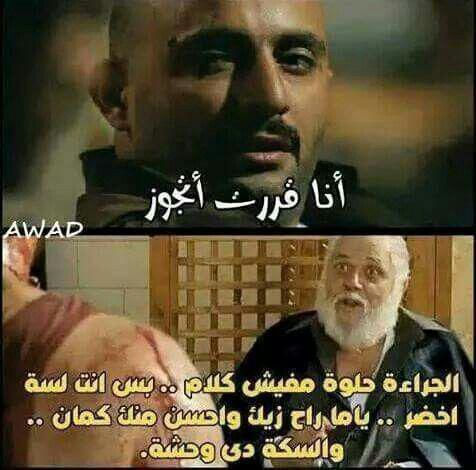 أنا قررت أتجوز
AWAD
الجراءة حلوة مفيش كلام .. بس انت لسة
اخضر .. ياما راح زيك واحسن منك كمان ..
والسكة دى وحشة.